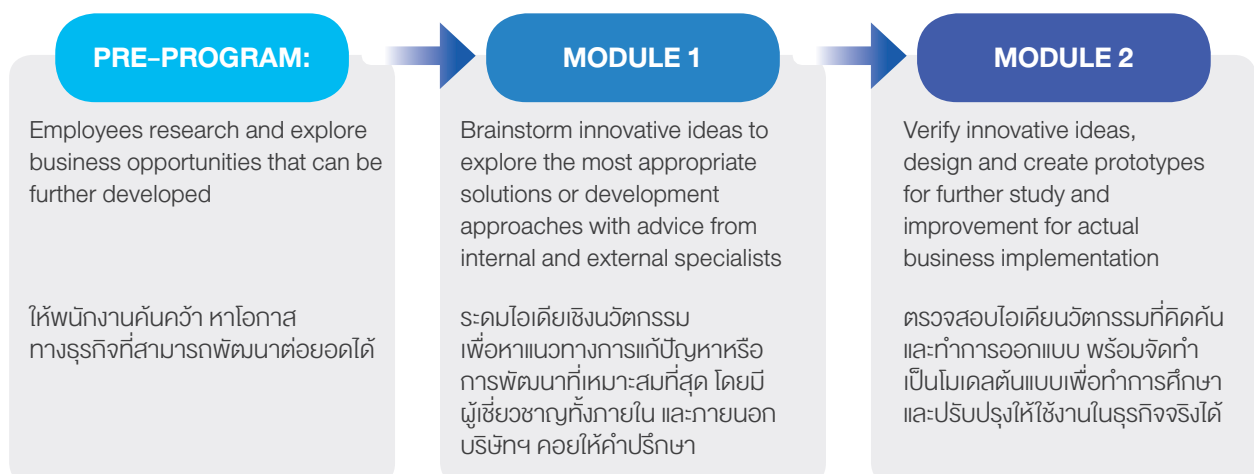 PRE-PROGRAM:
Employees research and explore
business opportunities that can be
further developed
ให้พนักงานค้นคว้า หาโอกาส
ทางธุรกิจที่สามารถพัฒนาต่อยอดได้
MODULE 1
Brainstorm innovative ideas to
explore the most appropriate
solutions or development
approaches with advice from
internal and external specialists
ระดมไอเดียเชิงนวัตกรรม
เพื่อหาแนวทางการแก้ปัญหาหรือ
การพัฒนาที่เหมาะสมที่สุด โดยมี
ผู้เชี่ยวชาญทั้งภายใน และภายนอก
บริษัทฯ คอยให้คำปรึกษา
MODULE 2
Verify innovative ideas,
design and create prototypes
for further study and
improvement for actual
business implementation
ตรวจสอบไอเดียนวัตกรรมที่คิดค้น
และทำการออกแบบ พร้อมจัดทำ
เป็นโมเดลต้นแบบเพื่อทำการศึกษา
และปรับปรุงให้ใช้งานในธุรกิจจริงได้